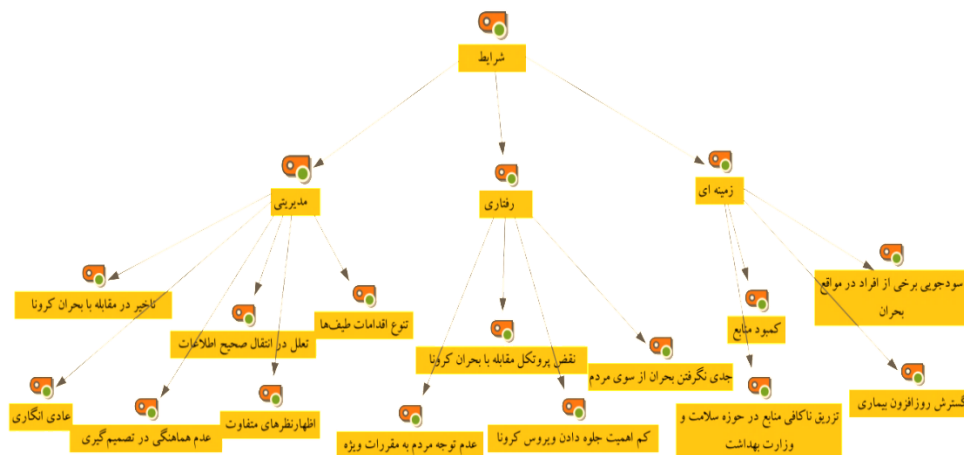 شرایط
زمینه ای
رفتاری
مدیریتی
سودجویی برخی از افراد در مواقع
بحران
کمبود منابع
گسترش روزافزون بیماری
تزریق ناکافی منابع در حوزه سلامت و
وزارت بهداشت
جدی نگرفتن بحران از سوی مردم
نقض پروتکل مقابله با بحران کرونا
کم اهمیت جلوه دادن ویروس کرونا
عدم توجه مردم به مقررات ویژه
تنوع اقدامات طیف‌ها
تعلل در انتقال صحیح اطلاعات
تاخیر در مقابله با بحران کرونا
اظهارنظرهای متفاوت
عدم هماهنگی در تصمیم‌گیری
عادی انگاری